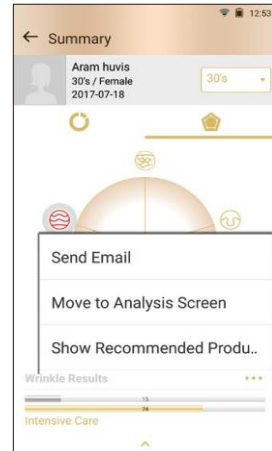 12:53
Summary
Aram huvis
30's / Female
2017-07-18
30's
Send Email
Move to Analysis Screen
Show Recommended Produ..
Wrinkle Results
15
74
Intensive Care